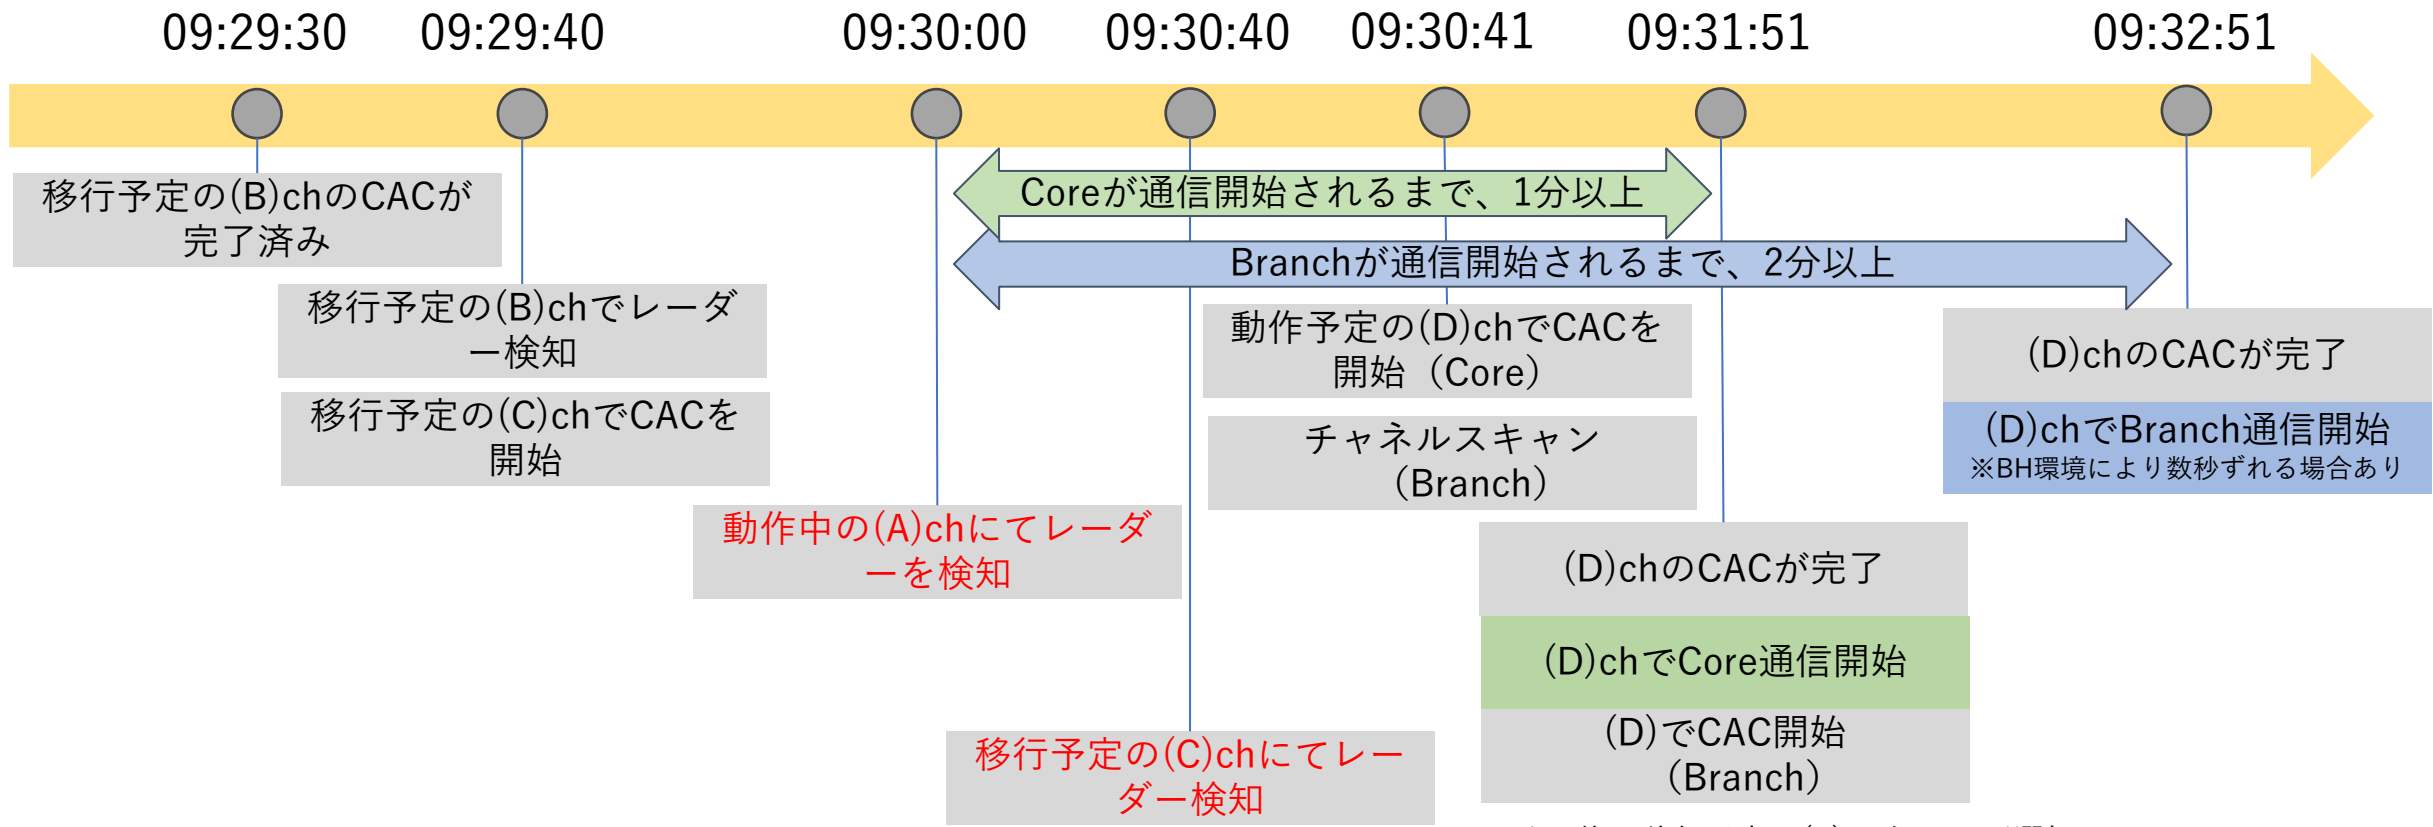 09:29:30
09:29:40
09:30:00
09:30:40
09:30:41
09:31:51
09:32:51
移行予定の(B)chのCACが
完了済み
Coreが通信開始されるまで、1分以上
Branchが通信開始されるまで、2分以上
移行予定の(B)chでレーダ
ー検知
移行予定の(C)chでCACを
開始
動作予定の(D)chでCACを
開始（Core）
チャネルスキャン
（Branch）
(D)chのCACが完了
(D)chでBranch通信開始
※BH環境により数秒ずれる場合あり
動作中の(A)chにてレーダ
ーを検知
(D)chのCACが完了
(D)chでCore通信開始
(D)でCAC開始
（Branch）
移行予定の(C)chにてレー
ダー検知